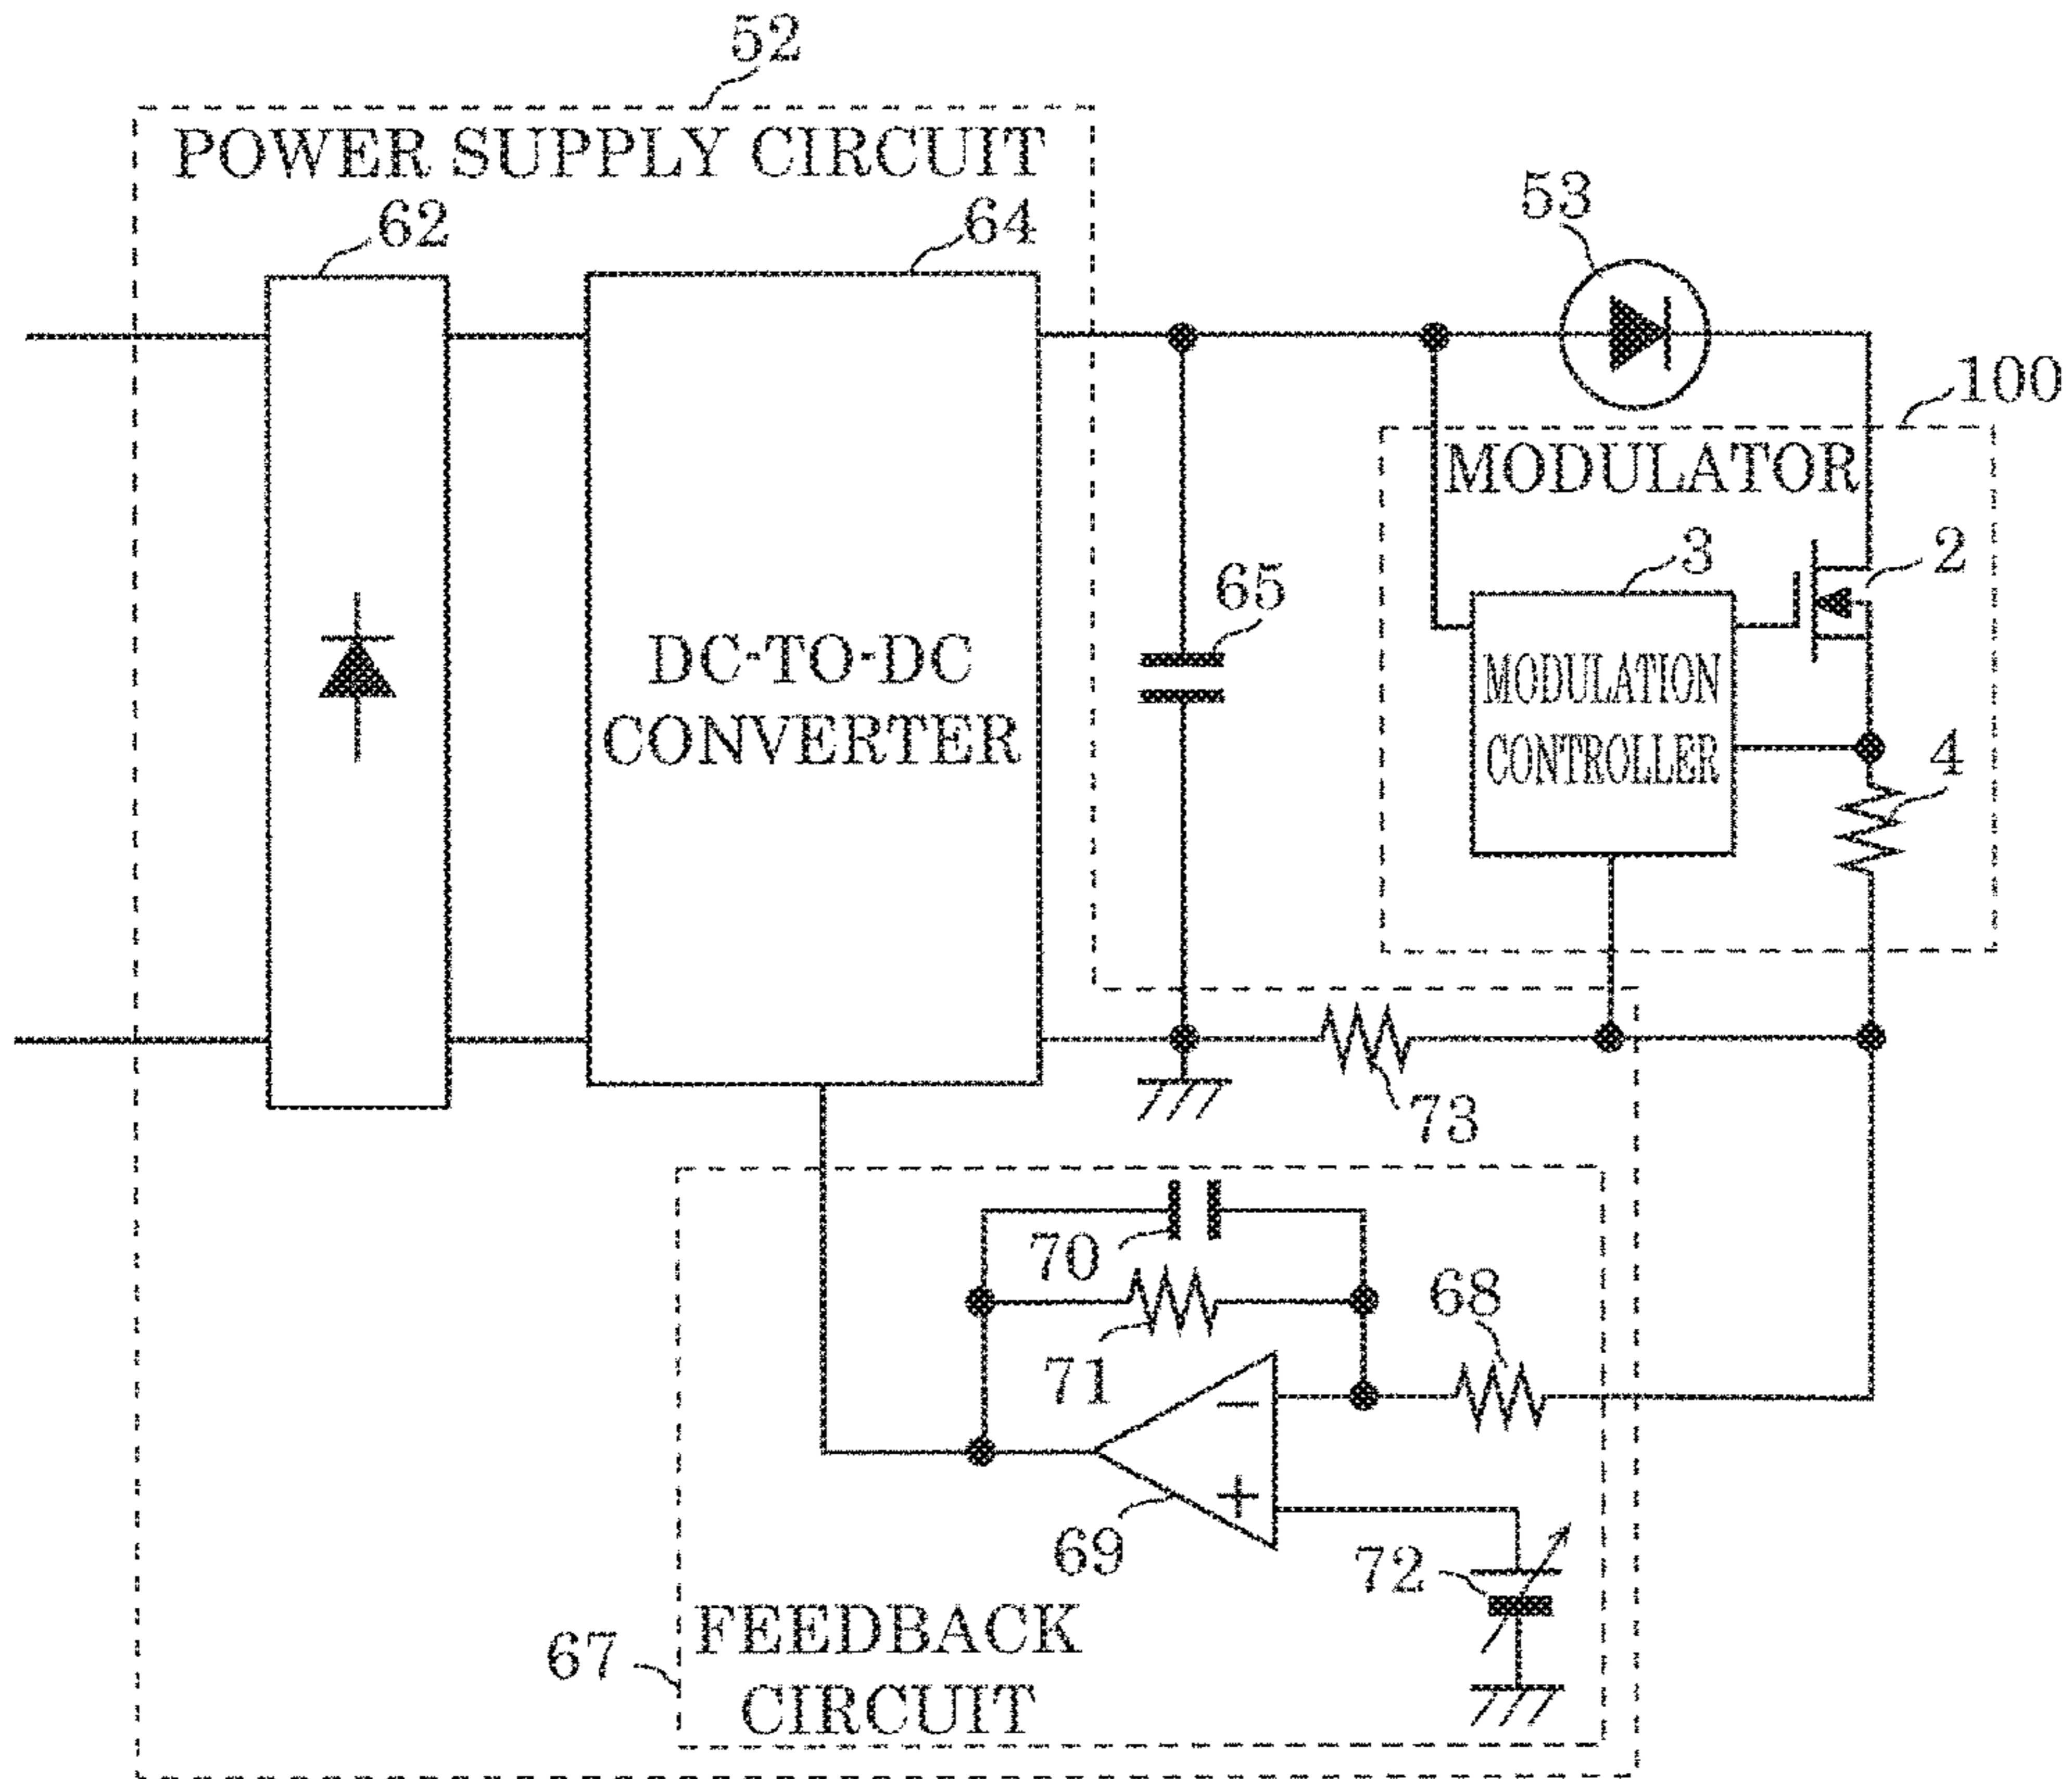 52
POWER SUPPLY CIRCUIT
62
64
53
100
MODULATOR
3
2
65
DC-TO-DC
CONVERTER
MODULATION
CONTROLLER
4
73
70
68
71
−
+
69
72
67
FEEDBACK
CIRCUIT